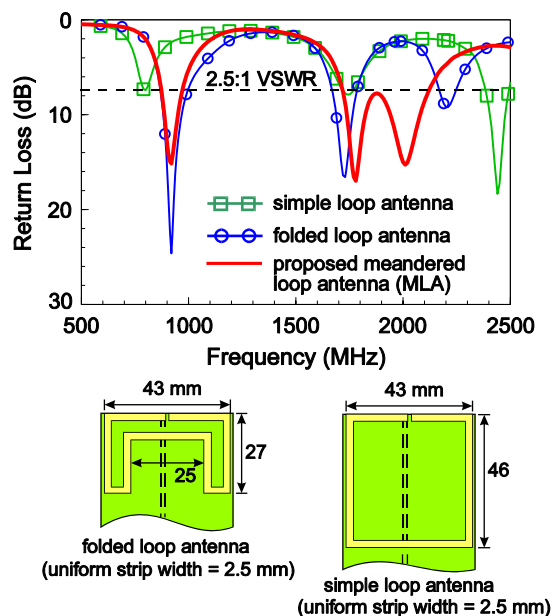 0
10
20
30
Return Loss (dB)
2.5:1 VSWR
simple loop antenna
folded loop antenna
proposed meandered
loop antenna (MLA)
500 1000 1500 2000 2500
Frequency (MHz)
43 mm
27
25
folded loop antenna
(uniform strip width = 2.5 mm)
43 mm
46
simple loop antenna
(uniform strip width = 2.5 mm)